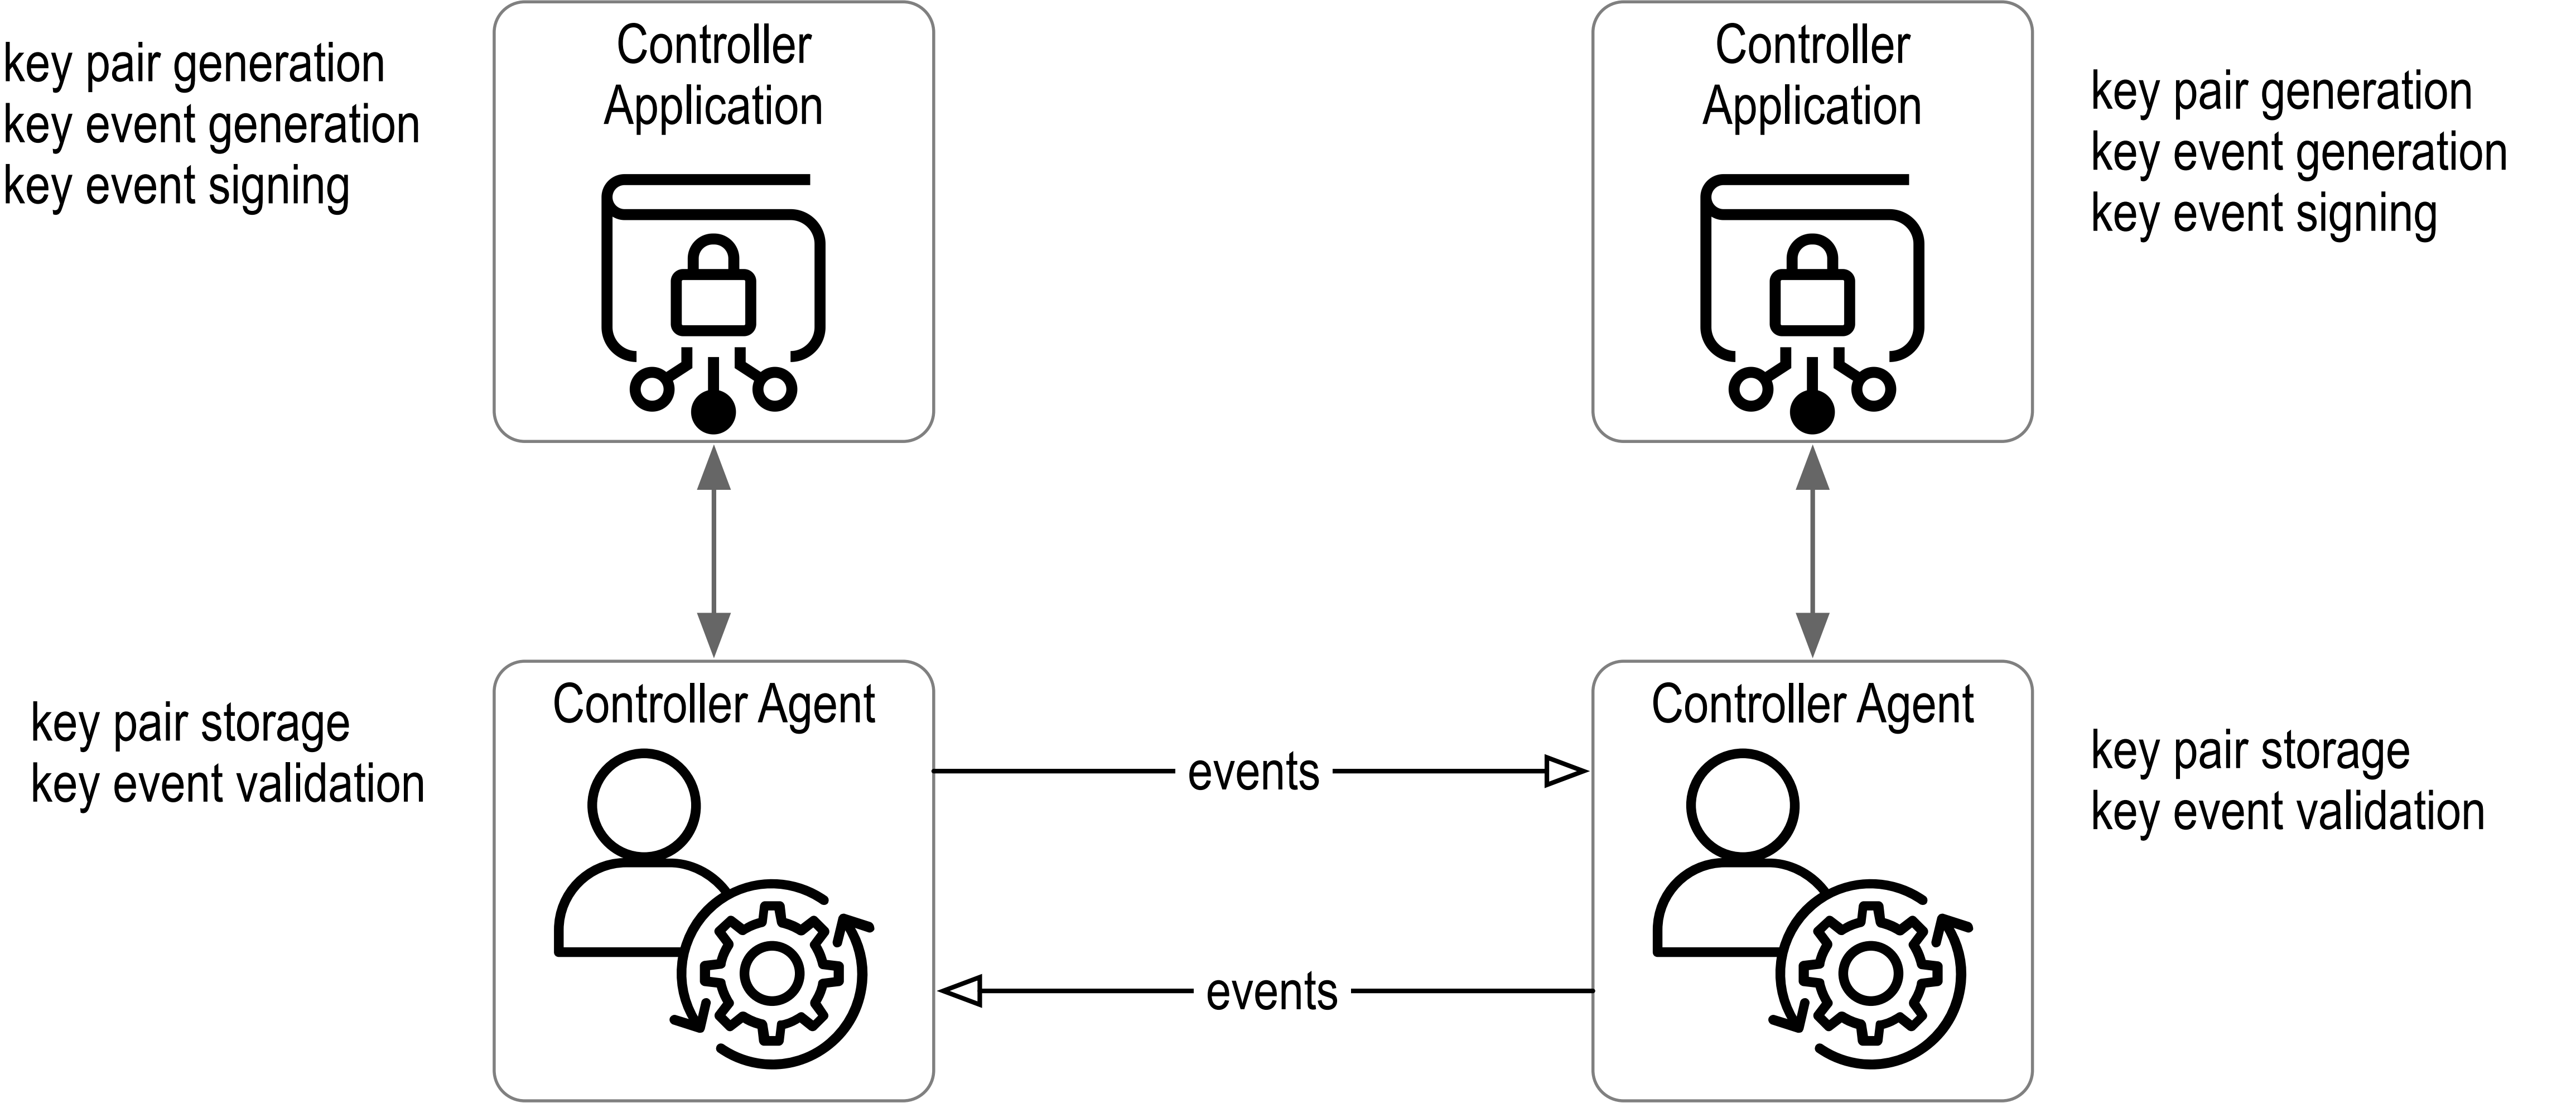 key pair generation
key event generation
key event signing
Controller
Application
Controller
Application
key pair generation
key event generation
key event signing
key pair storage
key event validation
Controller Agent
events
events
Controller Agent
key pair storage
key event validation